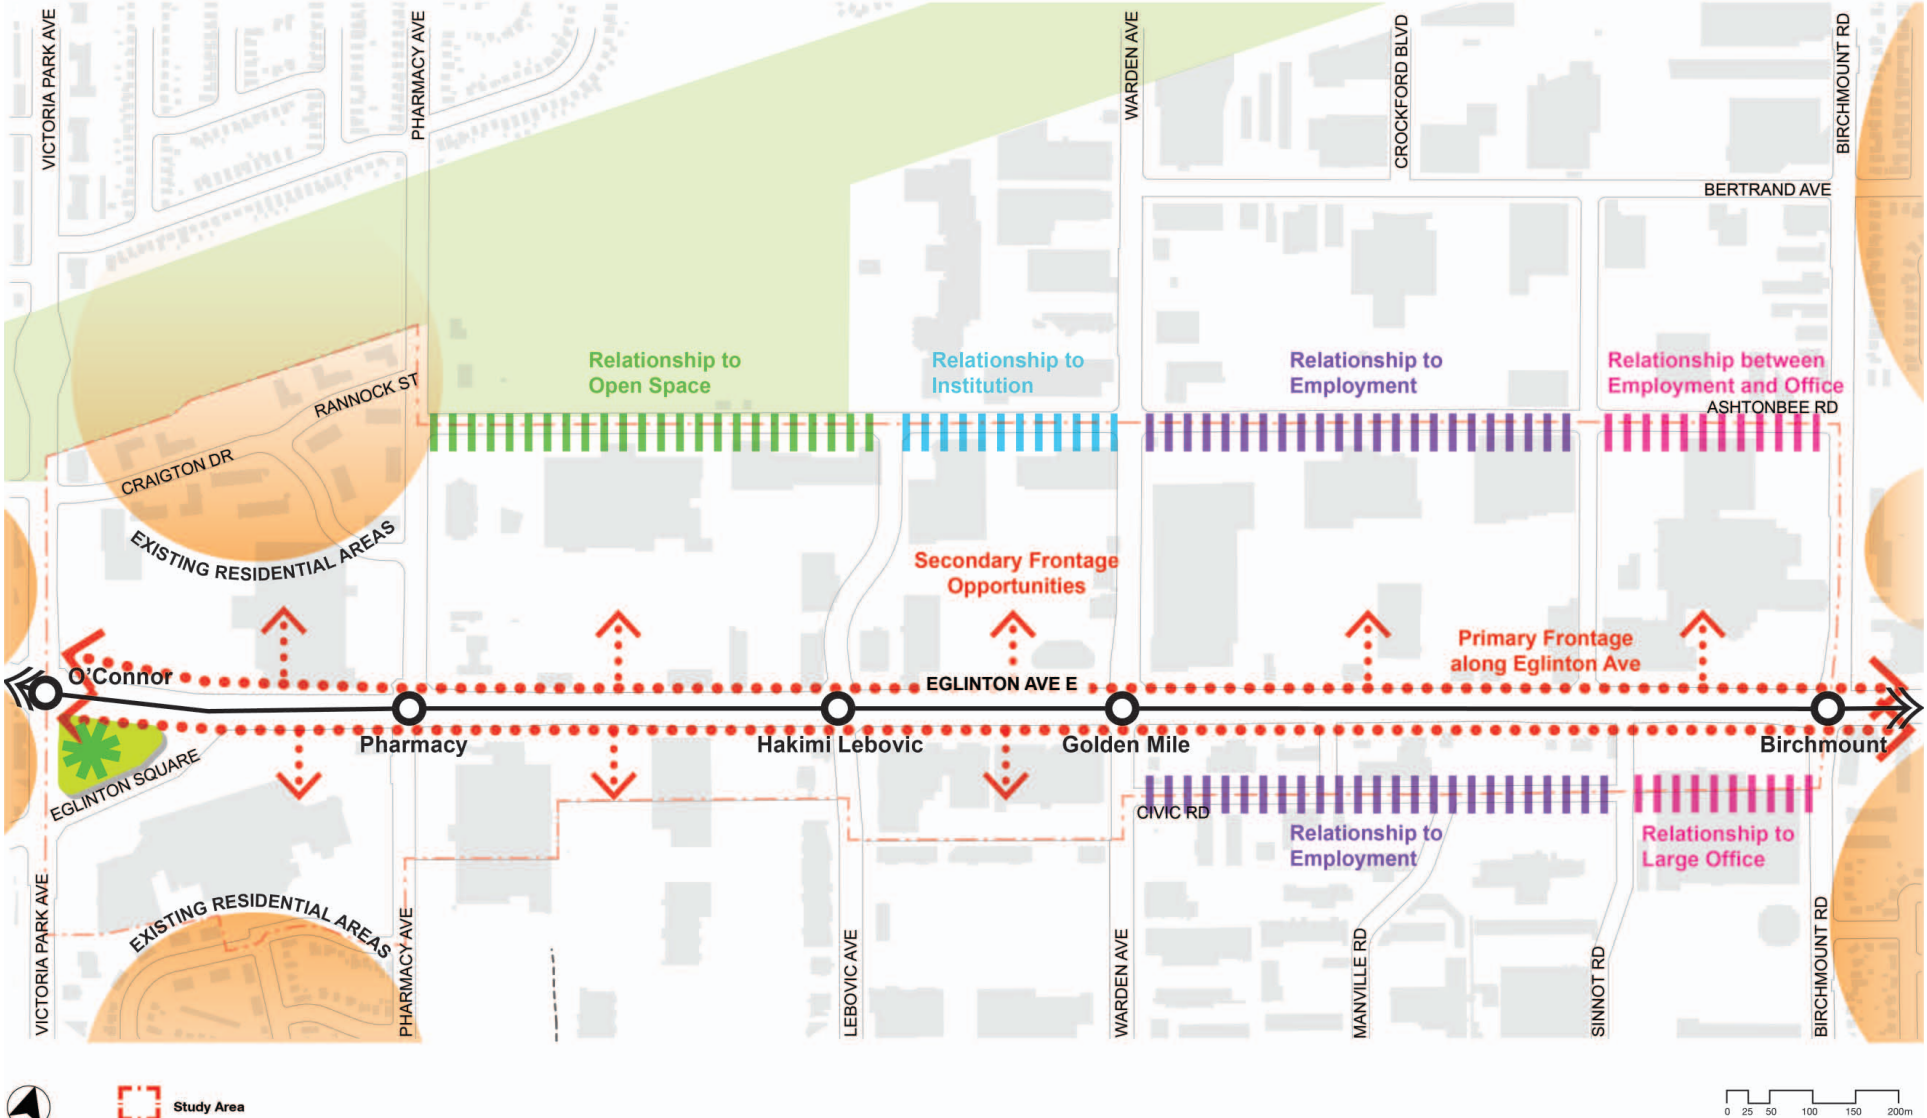 VICTORIA PARK AVE
PHARMACY AVE
WARDEN AVE
CROCKFORD BLVD
BIRCHMOUNT RD
BERTRAND AVE
Relationship to
Open Space
Relationship to
Institution
Relationship to
Employment
Relationship between
Employment and Office
ASHTONBEE RD
RANNOCK ST
CRAIGTON DR
EXISTING RESIDENTIAL AREAS
Secondary Frontage
Opportunities
Primary Frontage
along Eglinton Ave
O'Connor
EGLINTON AVE E
Pharmacy
Hakimi Lebovic
Golden Mile
Birchmount
EGLINTON SQUARE
CIVIC RD
Relationship to
Employment
Relationship to
Large Office
EXISTING RESIDENTIAL AREAS
VICTORIA PARK AVE
PHARMACY AVE
LEBOVIC AVE
WARDEN AVE
MANVILLE RD
SINNOT RD
BIRCHMOUNT RD
Study Area
0 25 50 100 150 200m